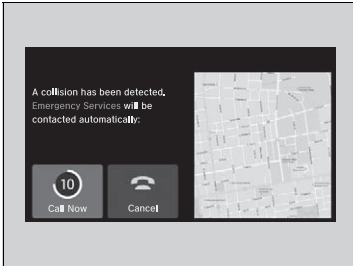 A collision has been detected.
Emergency Services will be
contacted automatically:
10
Call Now
Cancel